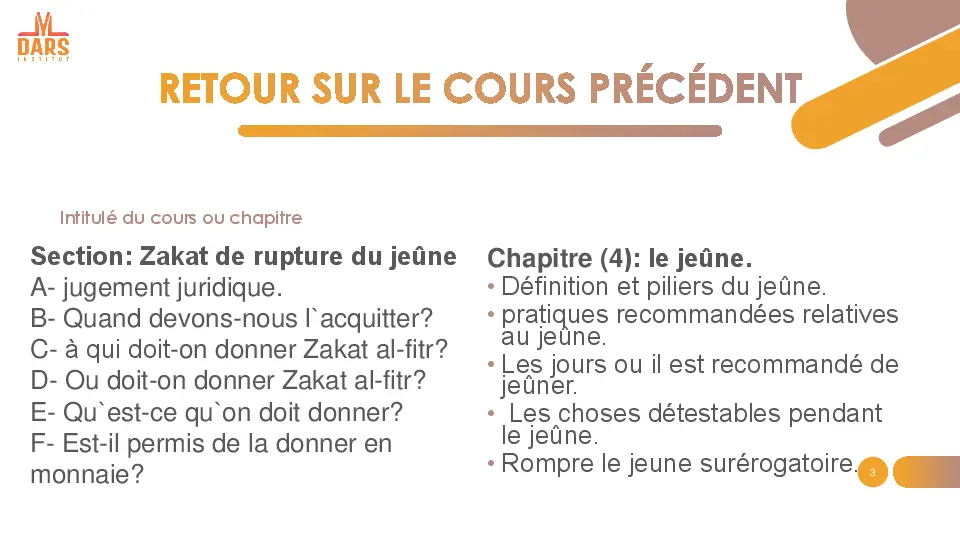 DARS
INSTITUT
RETOUR SUR LE COURS PRÉCÉDENT
Intitulé du cours ou chapitre
Section: Zakat de rupture du jeûne
A- jugement juridique.
B- Quand devons-nous l`acquitter?
C- à qui doit-on donner Zakat al-fitr?
D- Ou doit-on donner Zakat al-fitr?
E- Qu`est-ce qu`on doit donner?
F- Est-il permis de la donner en
monnaie?
Chapitre (4): le jeûne.
• Définition et piliers du jeûne.
• pratiques recommandées relatives
au jeûne.
• Les jours ou il est recommandé de
jeûner.
• Les choses détestables pendant
le jeûne.
• Rompre le jeune surérogatoire.
3